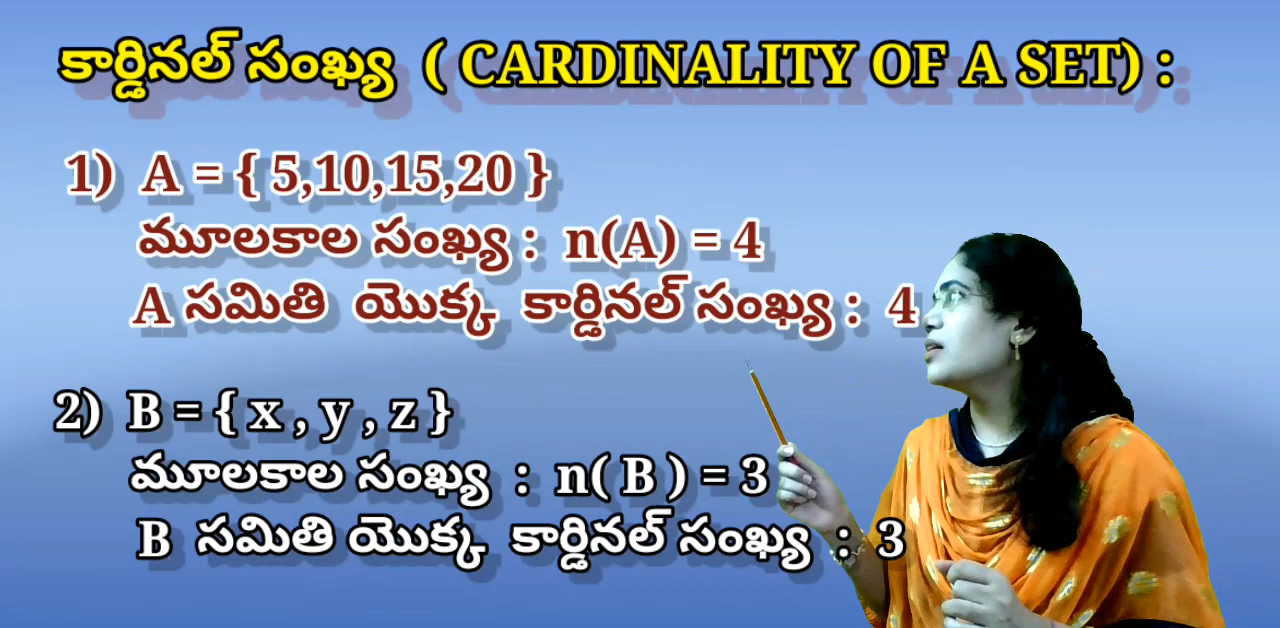 కార్డినల్ సంఖ్య ( CARDINALITY OF A SET) :
1) A = { 5,10,15,20 }
మూలకాల సంఖ్య : n(A) = 4
A సమితి యొక్క కార్డినల్ సంఖ్య : 4
2) B = { x , y , z }
మూలకాల సంఖ్య : n( B ) = 3
B సమితి యొక్క కార్డినల్ సంఖ్య : 3